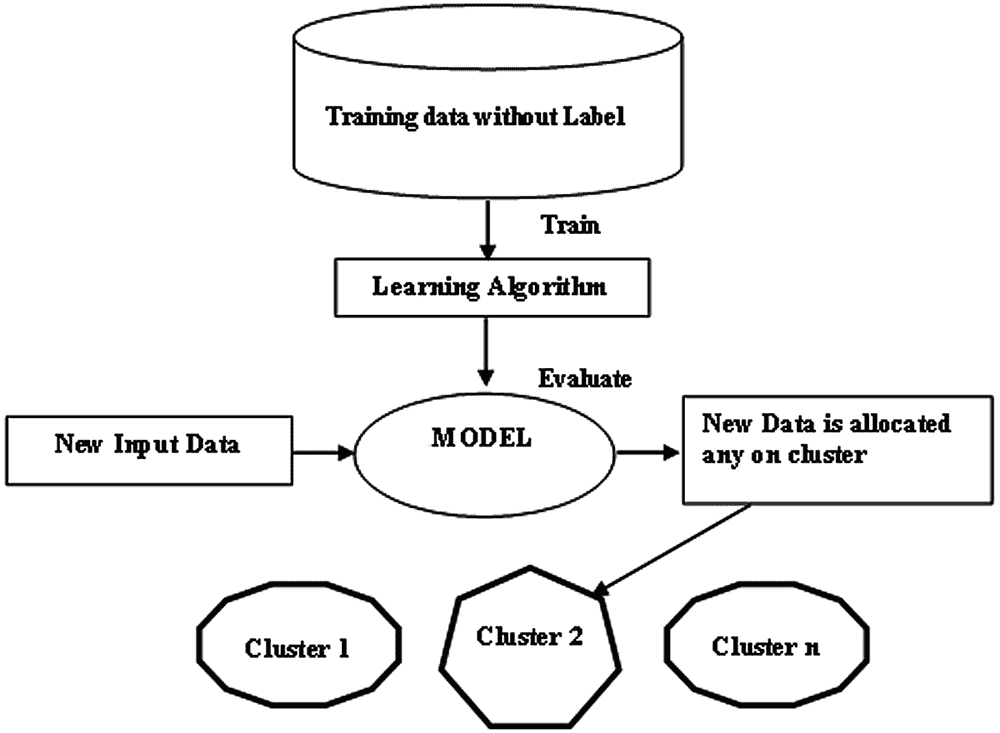 Training data without Label
Train
Learning Algorithm
Evaluate
New Input Data
MODEL
New Data is allocated
any on cluster
Cluster 1
Cluster 2
Cluster n